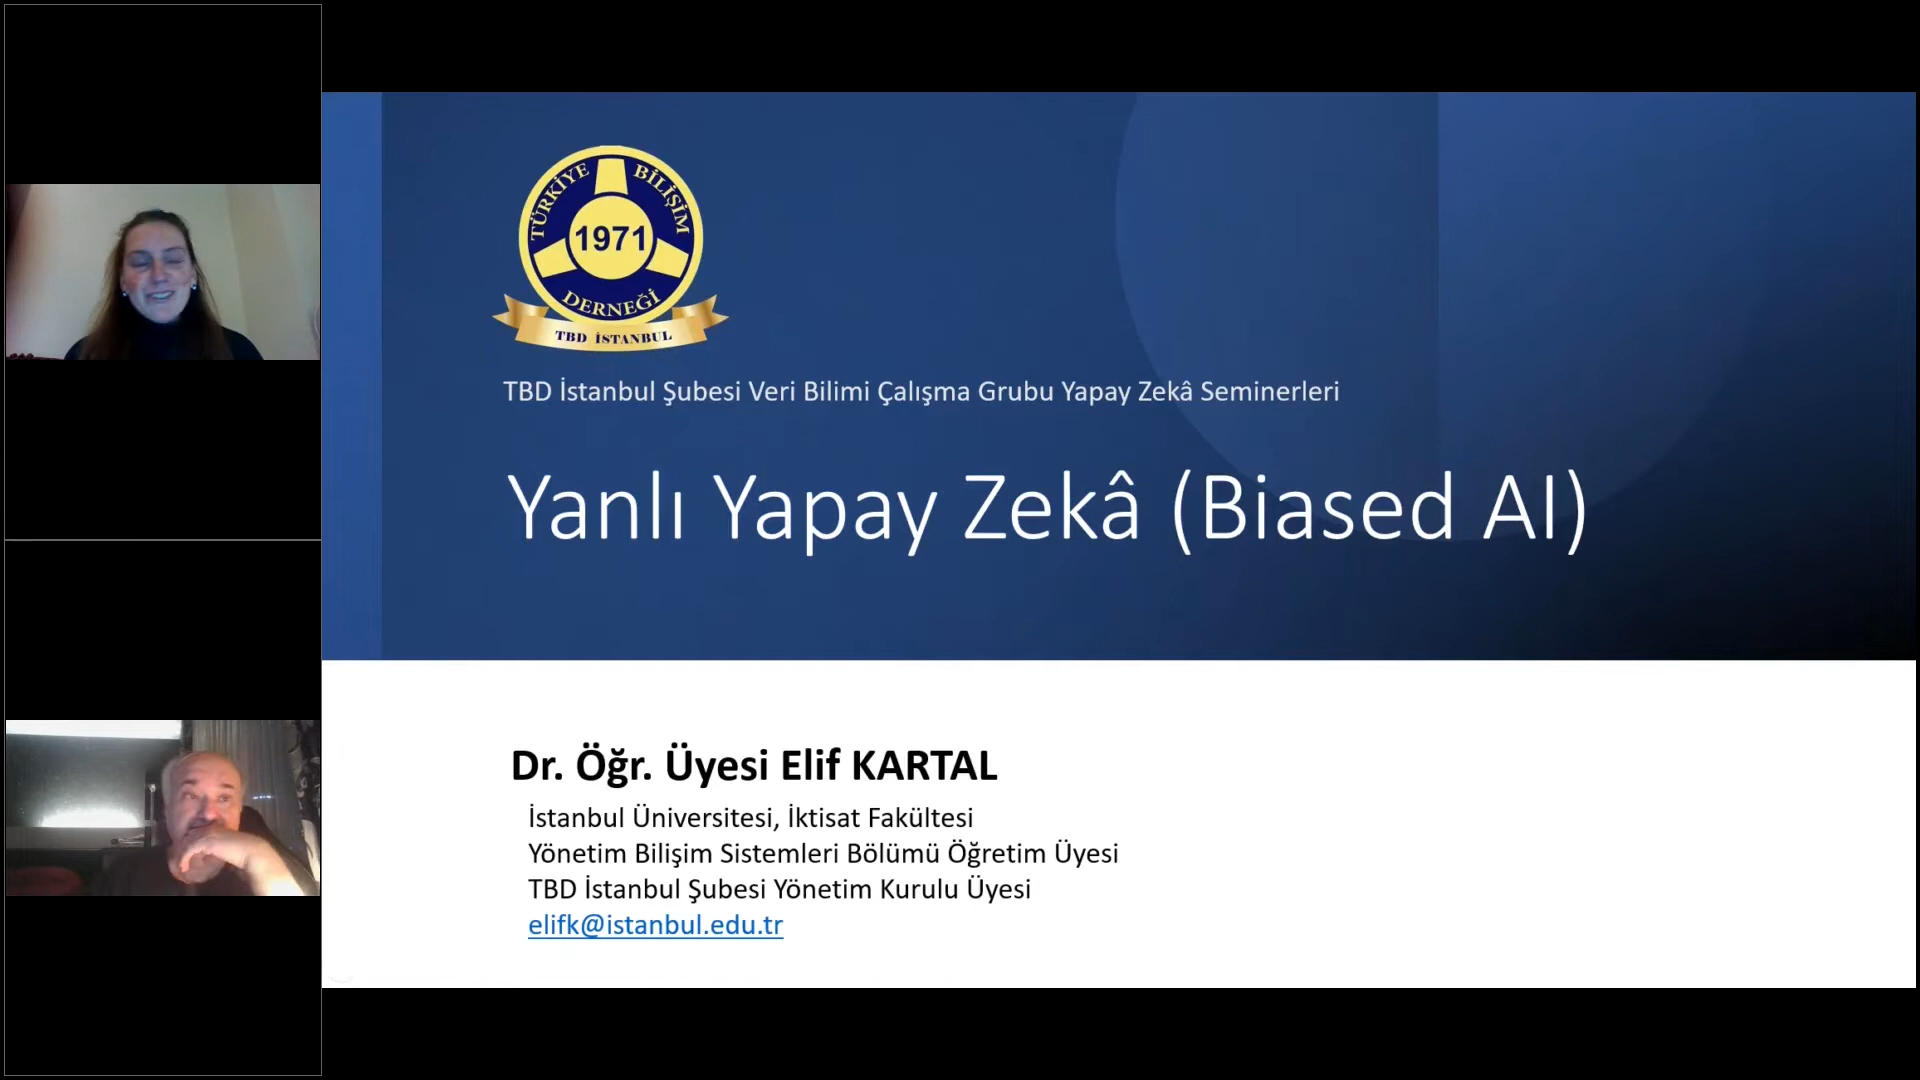 TÜRKİYE BİLİŞİM
1971
DERNEĞİ
TBD İSTANBUL
TBD İstanbul Şubesi Veri Bilimi Çalışma Grubu Yapay Zekâ Seminerleri
Yanlı Yapay Zekâ (Biased AI)
Dr. Öğr. Üyesi Elif KARTAL
İstanbul Üniversitesi, İktisat Fakültesi
Yönetim Bilişim Sistemleri Bölümü Öğretim Üyesi
TBD İstanbul Şubesi Yönetim Kurulu Üyesi
elifk@istanbul.edu.tr